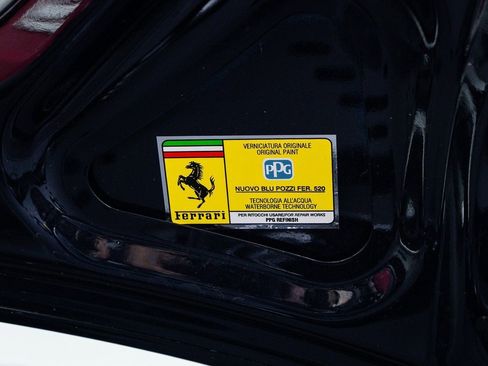 VERNICIATURA ORIGINALE
ORIGINAL PAINT
PPG
NUOVO BLU POZZI FER. 520
TECNOLOGIA ALL'ACQUA
WATERBORNE TECHNOLOGY
Ferrari
PER RITOCCHI USARE/FOR REPAIR WORKS
PPG REFINISH